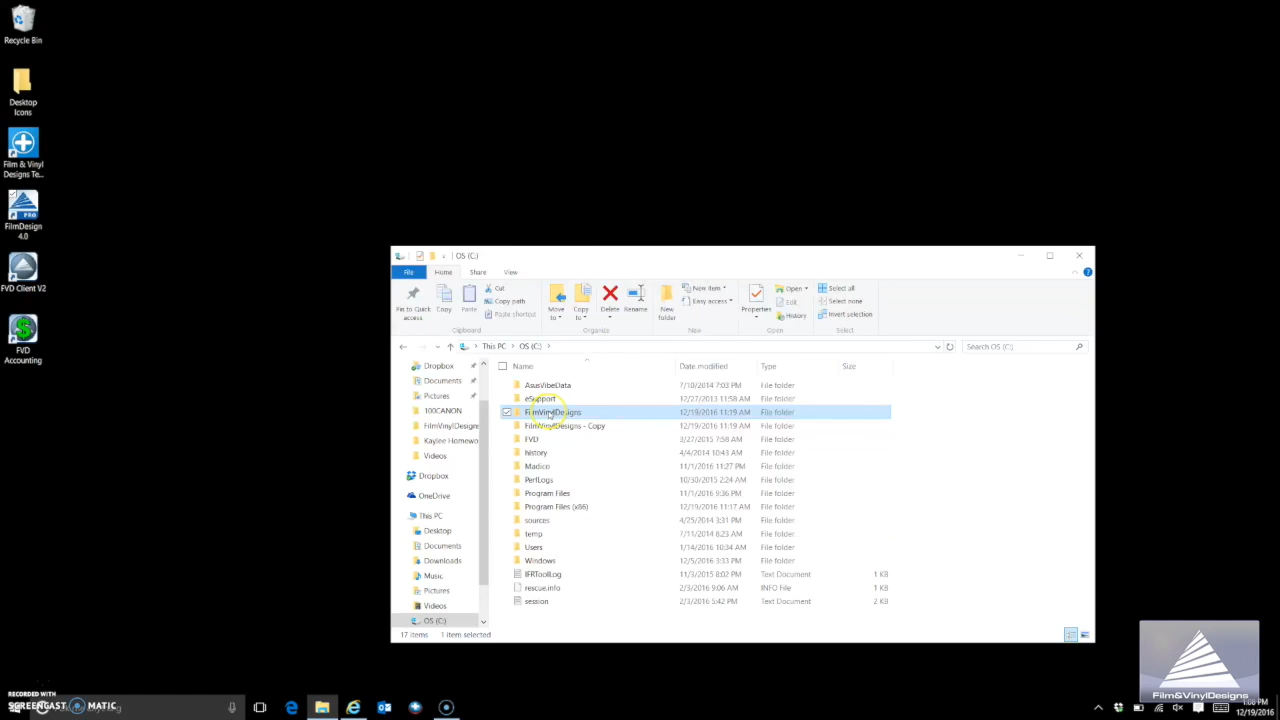 Recycle Bin
Desktop
Icons
Film & Vinyl
Designs Te...
PRO
FilmDesign
4.0
FVD Client V2
FVD
Accounting
OS (C:)
File Home Share View
Pin to Quick
access
Copy
Paste
Cut
Copy path
Paste shortcut
Clipboard
Move
to
Copy
to
Delete
Rename
Organize
New
folder
New item
Easy access
New
Properties
Open
Edit
History
Open
Select all
Select none
Invert selection
Select
This PC > OS (C:) >
Search OS (C:)
Dropbox
Documents
Pictures
100CANON
FilmVinylDesigns
Kaylee Homewo
Videos
Dropbox
OneDrive
This PC
Desktop
Documents
Downloads
Music
Pictures
Videos
OS (C:)
Name Date modified Type Size
AsusVibeData 7/10/2014 7:03 PM File folder
eSupport 12/27/2013 11:58 AM File folder
FilmVinylDesigns 12/19/2016 11:19 AM File folder
FilmVinylDesigns - Copy 12/19/2016 11:19 AM File folder
FVD 3/27/2015 7:58 AM File folder
history 4/4/2014 10:43 AM File folder
Madico 11/1/2016 11:27 PM File folder
PerfLogs 10/30/2015 2:24 AM File folder
Program Files 11/1/2016 9:36 PM File folder
Program Files (x86) 12/19/2016 11:17 AM File folder
sources 4/25/2014 3:31 PM File folder
temp 7/11/2014 8:23 AM File folder
Users 1/14/2016 10:34 AM File folder
Windows 12/5/2016 3:33 PM File folder
IFRToolLog 11/3/2015 8:02 PM Text Document 1 KB
rescue.info 2/3/2016 9:06 AM INFO File 1 KB
session 2/3/2016 5:42 PM Text Document 2 KB
17 items 1 item selected
Film&VinylDesigns
RECORDED WITH
SCREENCAST MATIC
1:08 PM
12/19/2016